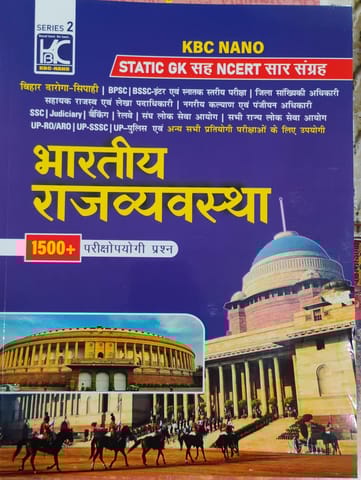 SERIES 2
KBC
KBC-NANO
KBC NANO
STATIC GK सह NCERT सार संग्रह
बिहार दारोगा-सिपाही | BPSC | BSSC-इंटर एवं स्नातक स्तरीय परीक्षा | जिला सांख्यिकी अधिकारी
सहायक राजस्व एवं लेखा पदाधिकारी | नगरीय कल्याण एवं पंजीयन अधिकारी
SSC | Judiciary | बैंकिंग | रेलवे | संघ लोक सेवा आयोग | सभी राज्य लोक सेवा आयोग
UP-RO/ARO | UP-SSSC | UP-पुलिस एवं अन्य सभी प्रतियोगी परीक्षाओं के लिए उपयोगी
भारतीय
राजव्यवस्था
1500+ परीक्षोपयोगी प्रश्न